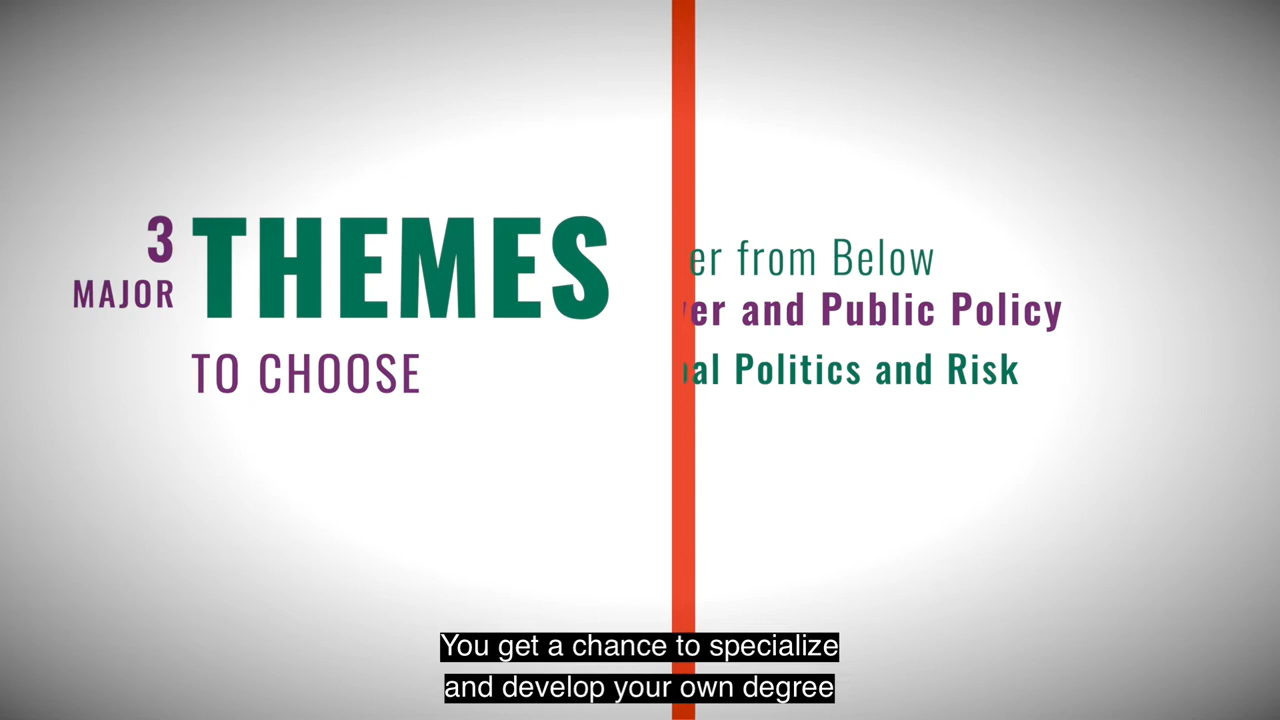 3
MAJOR
THEMES
TO CHOOSE
er from Below
er and Public Policy
al Politics and Risk
You get a chance to specialize
and develop your own degree